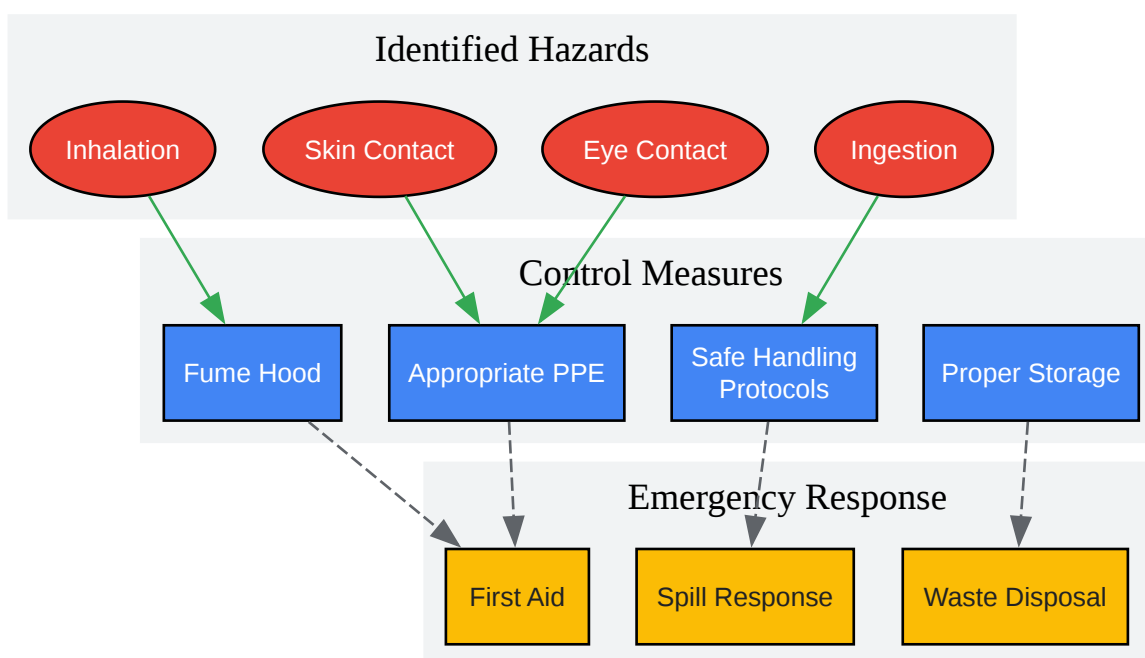 Identified Hazards
Inhalation
Skin Contact
Eye Contact
Ingestion
Control Measures
Fume Hood
Appropriate PPE
Safe Handling
Protocols
Proper Storage
Emergency Response
First Aid
Spill Response
Waste Disposal